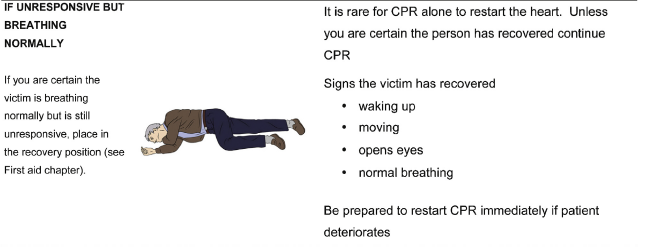 IF UNRESPONSIVE BUT
BREATHING
NORMALLY
If you are certain the
victim is breathing
normally but is still
unresponsive, place in
the recovery position (see
First aid chapter).
It is rare for CPR alone to restart the heart. Unless
you are certain the person has recovered continue
CPR
Signs the victim has recovered
• waking up
• moving
• opens eyes
• normal breathing
Be prepared to restart CPR immediately if patient
deteriorates